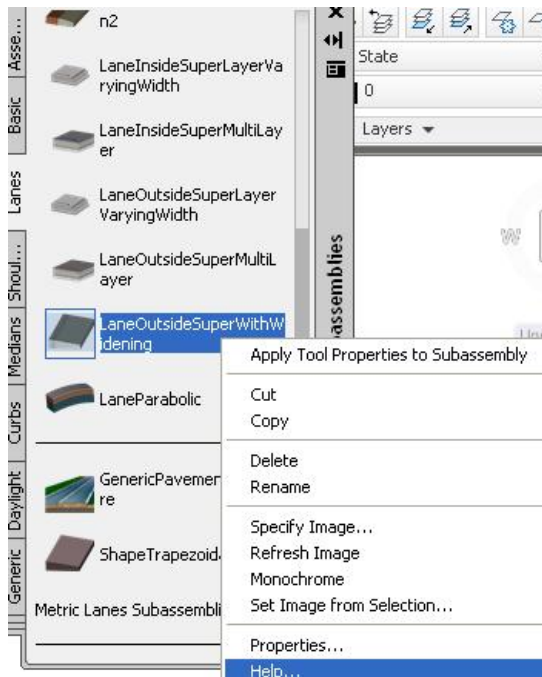 n2
LaneInsideSuperLayerVa
ryingWidth
LaneInsideSuperMultiLay
er
LaneOutsideSuperLayer
VaryingWidth
LaneOutsideSuperMultiL
ayer
LaneOutsideSuperWithW
idening
LaneParabolic
GenericPavemen
re
ShapeTrapezoid
Metric Lanes Subassembli
Asse...
Basic
Lanes
Shoul...
Medians
Curbs
Daylight
Generic
assemblies
State
0
Layers
W
Apply Tool Properties to Subassembly
Cut
Copy
Delete
Rename
Specify Image...
Refresh Image
Monochrome
Set Image from Selection...
Properties...
Help...